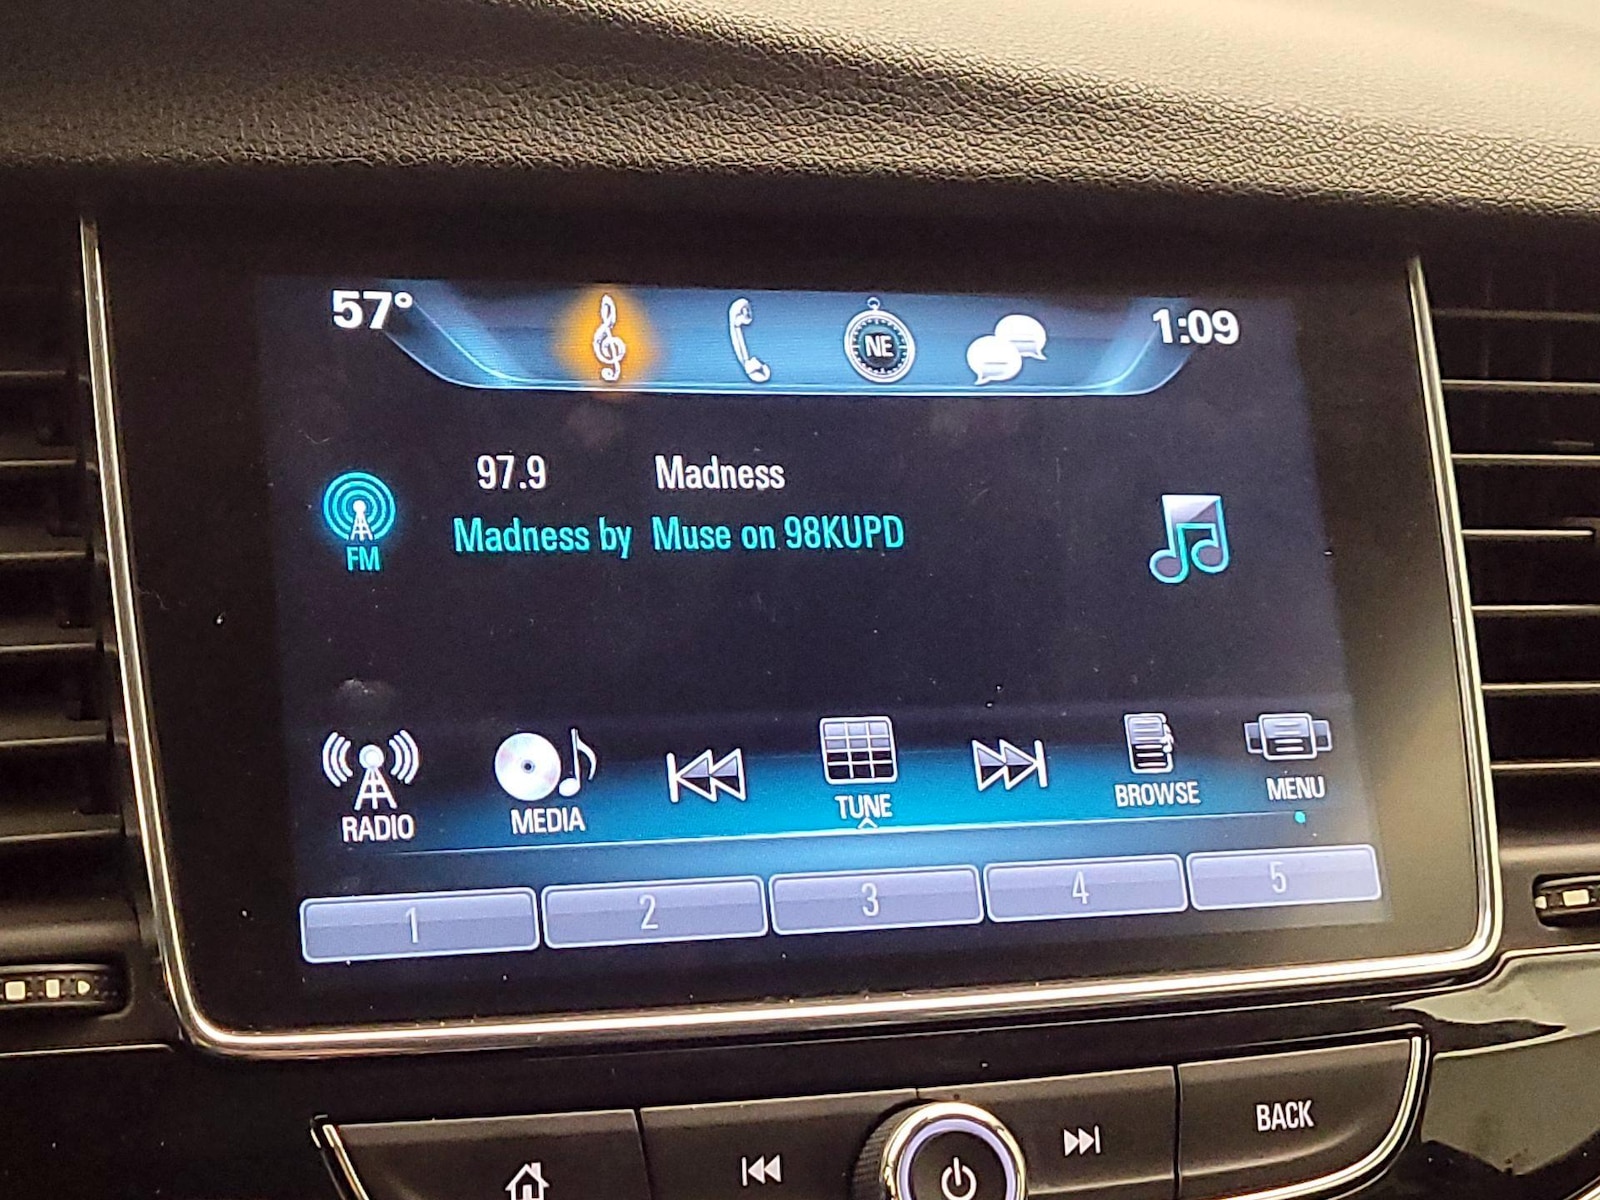 57° NE 1:09
97.9 Madness
FM Madness by Muse on 98KUPD
RADIO MEDIA TUNE BROWSE MENU
1 2 3 4 5
BACK